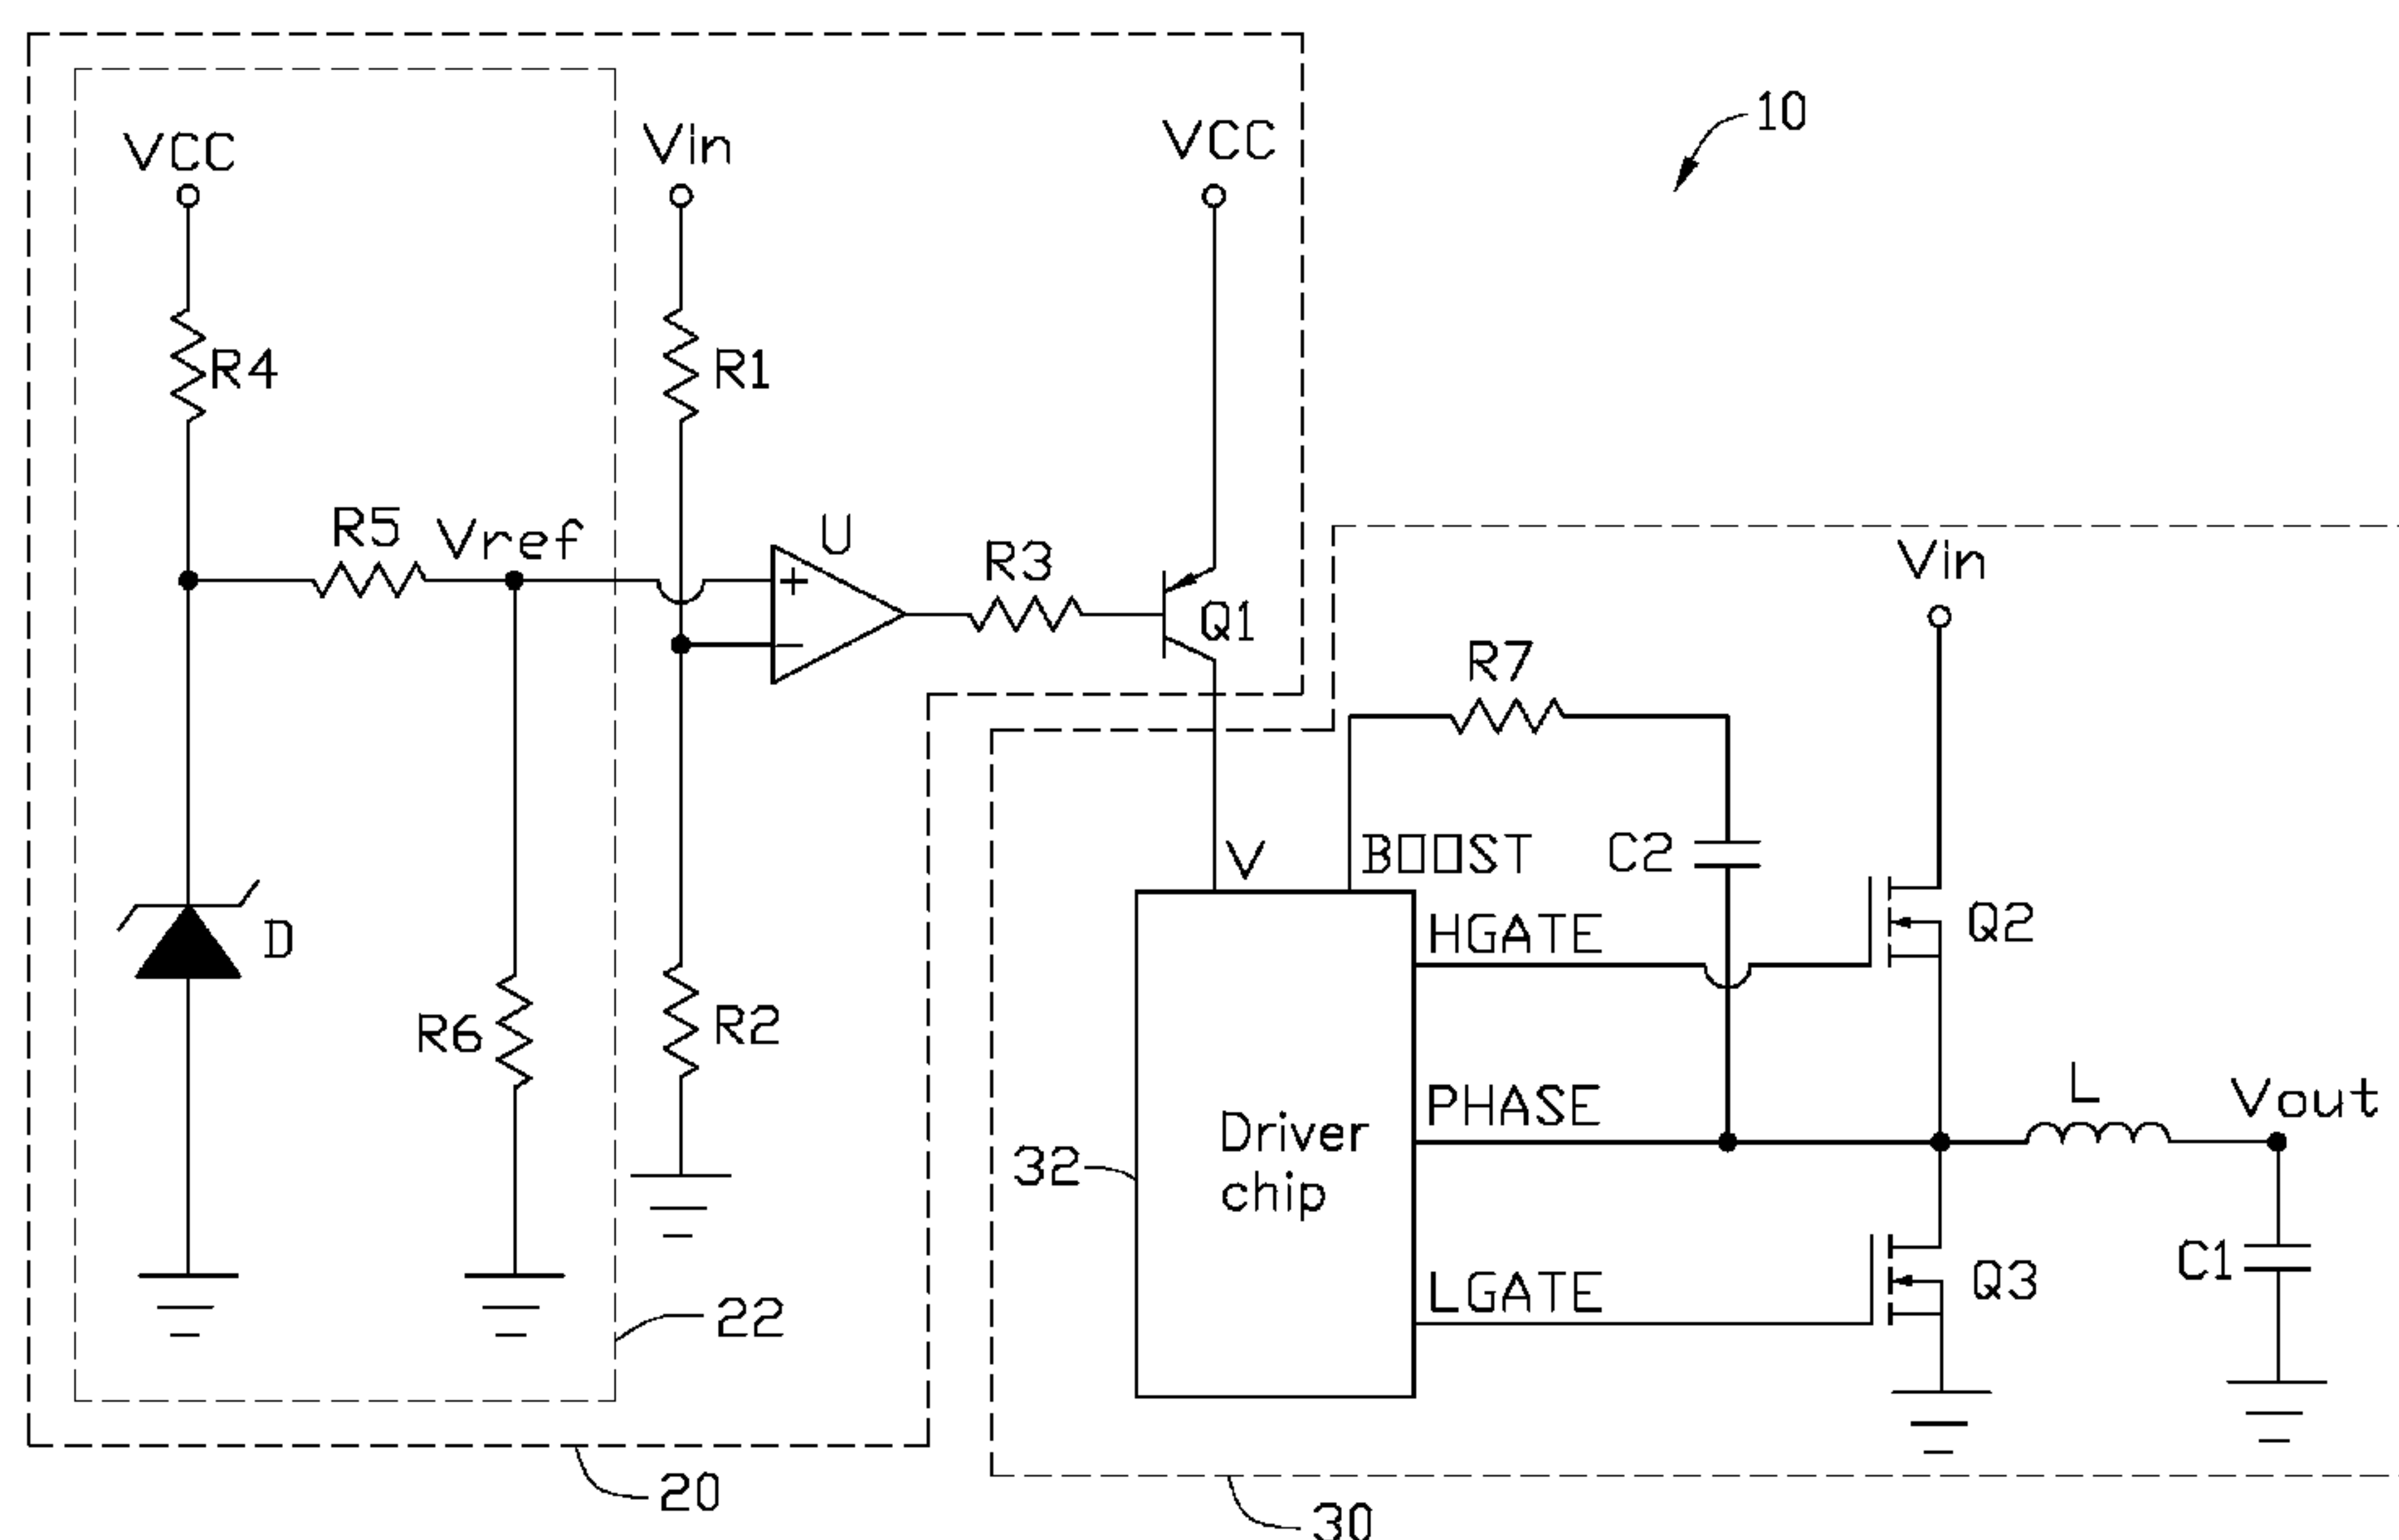 10
VCC
Vin
VCC
R4
R1
R5
Vref
U
+
−
R3
Q1
Vin
R7
V
BOOST
C2
HGATE
Q2
D
R6
R2
PHASE
L
Vout
Driver
chip
32
LGATE
Q3
C1
22
20
30